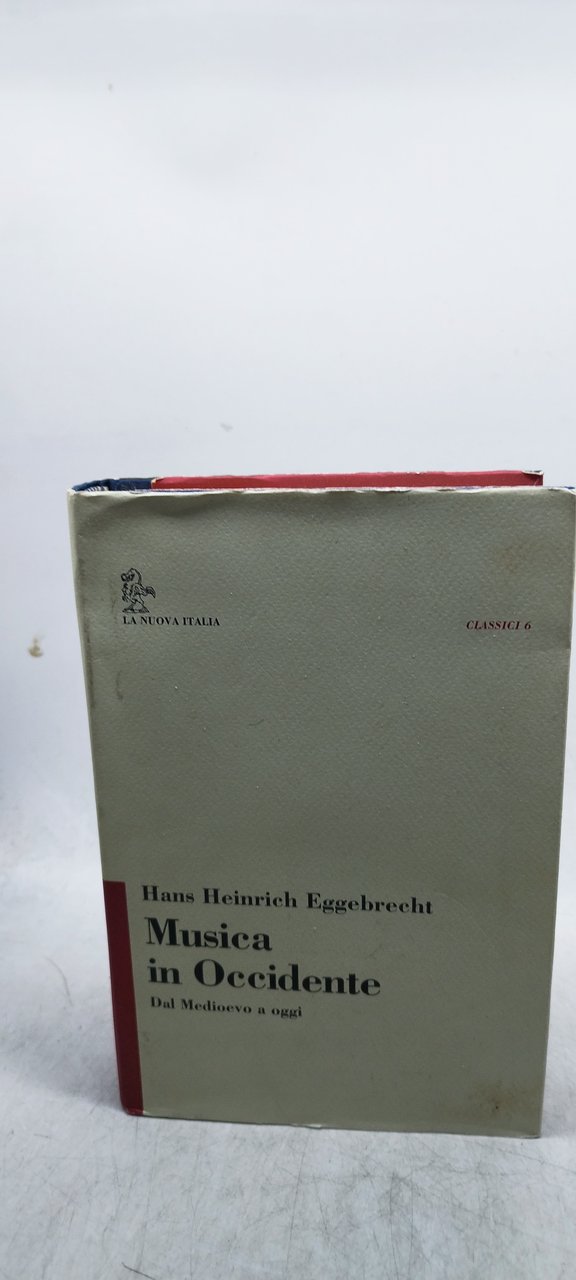 LA NUOVA ITALIA
CLASSICI 6
Hans Heinrich Eggebrecht
Musica
in Occidente
Dal Medioevo a oggi